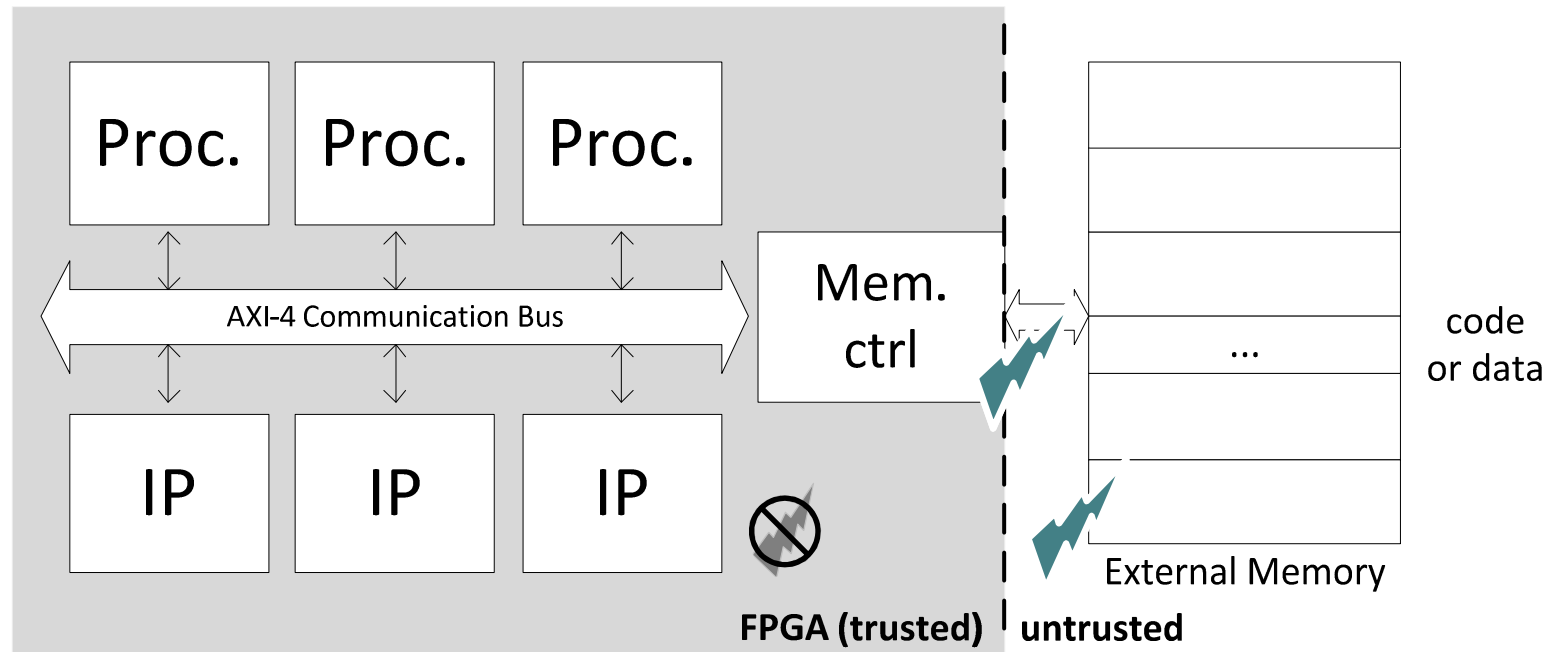 Proc.
Proc.
Proc.
AXI-4 Communication Bus
Mem.
ctrl
IP
IP
IP
...
code
or data
External Memory
FPGA (trusted)
untrusted